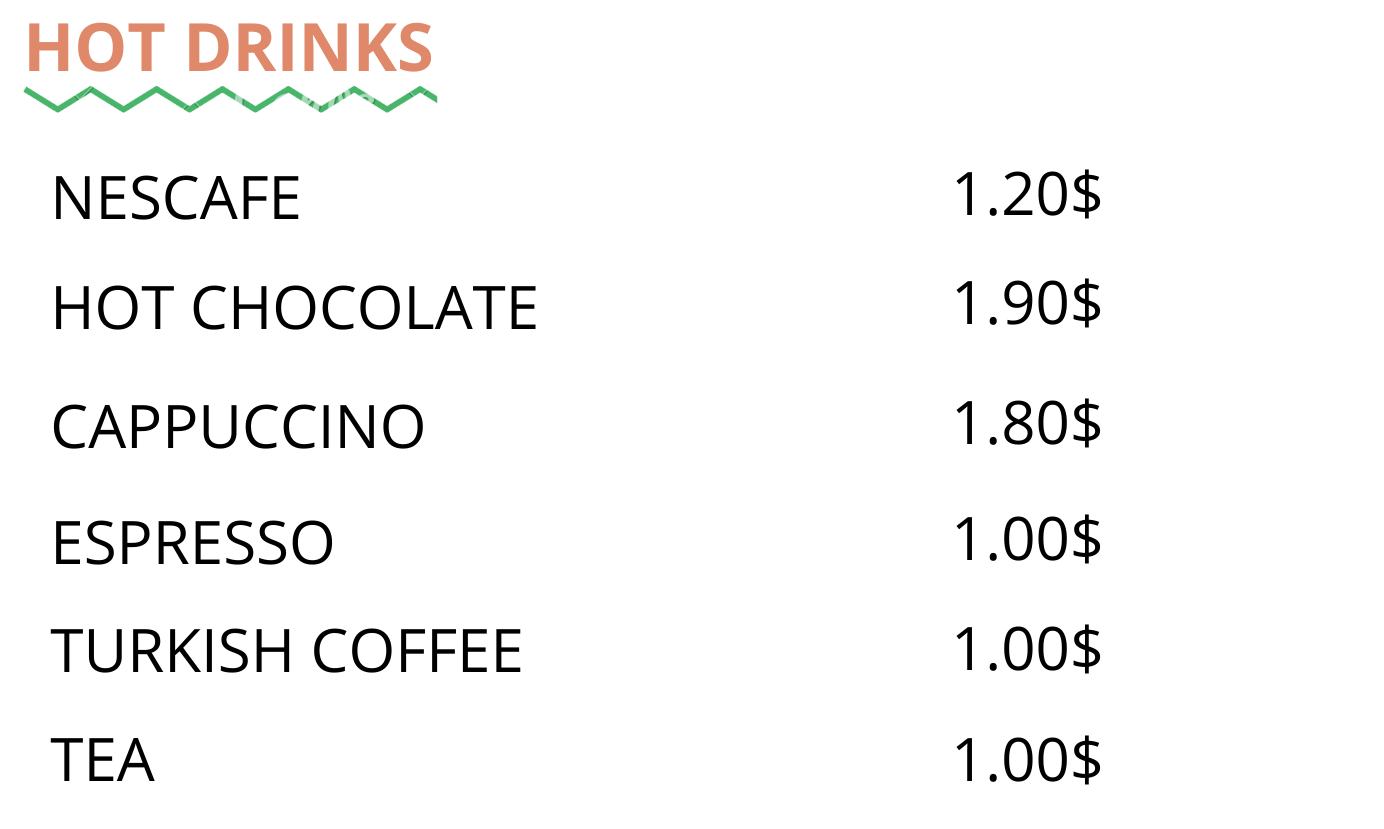 HOT DRINKS
NESCAFE 1.20$
HOT CHOCOLATE 1.90$
CAPPUCCINO 1.80$
ESPRESSO 1.00$
TURKISH COFFEE 1.00$
TEA 1.00$